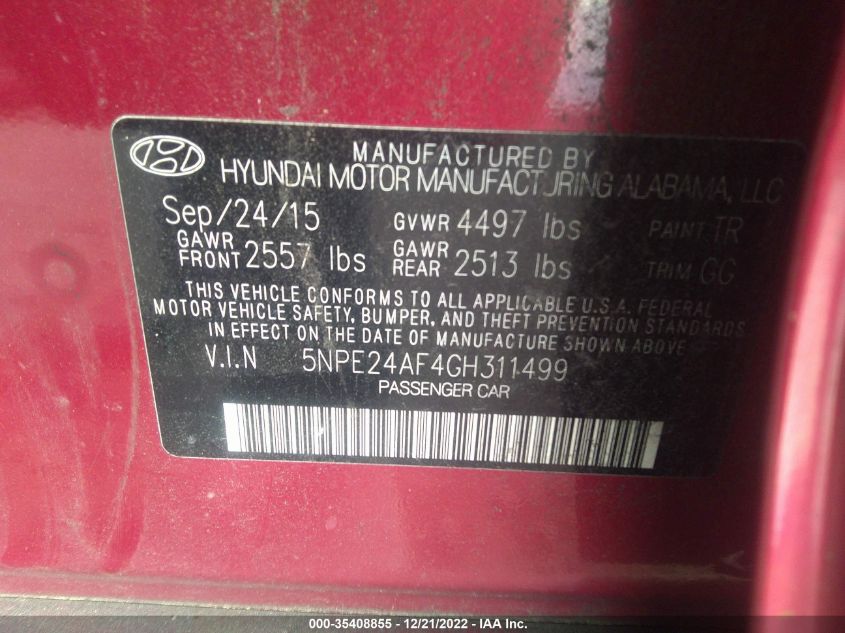 MANUFACTURED BY
HYUNDAI MOTOR MANUFACTURING ALABAMA, LLC
Sep/24/15 GVWR 4497 lbs PAINT TR
GAWR FRONT 2557 lbs GAWR REAR 2513 lbs TRIM GG
THIS VEHICLE CONFORMS TO ALL APPLICABLE U.S.A. FEDERAL
MOTOR VEHICLE SAFETY, BUMPER, AND THEFT PREVENTION STANDARDS
IN EFFECT ON THE DATE OF MANUFACTURE SHOWN ABOVE
V.I.N 5NPE24AF4GH311499
PASSENGER CAR
000-35408855 - 12/21/2022 - IAA Inc.